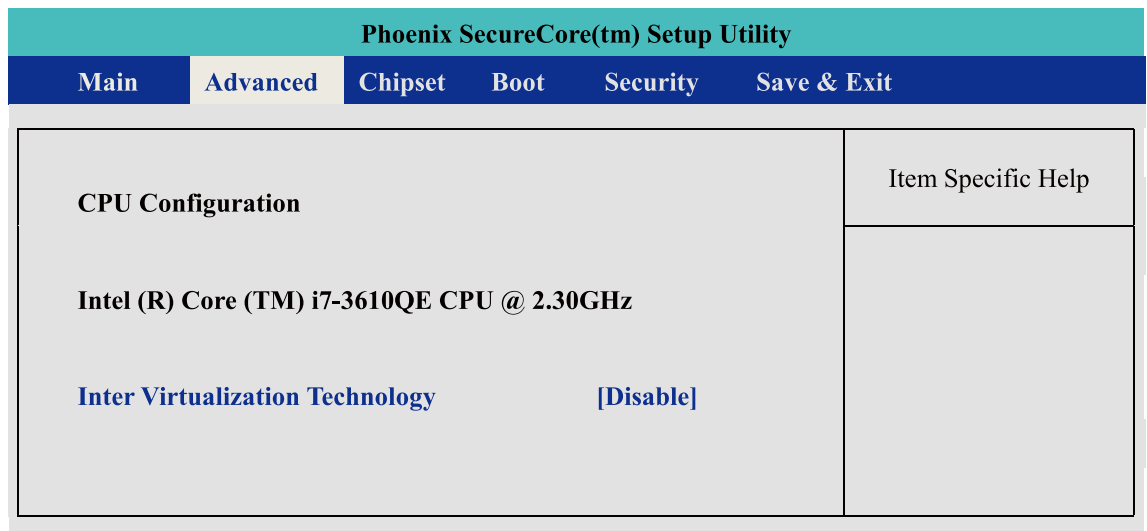 Phoenix SecureCore(tm) Setup Utility
Main Advanced Chipset Boot Security Save & Exit
Item Specific Help
CPU Configuration
Intel (R) Core (TM) i7-3610QE CPU @ 2.30GHz
Inter Virtualization Technology [Disable]